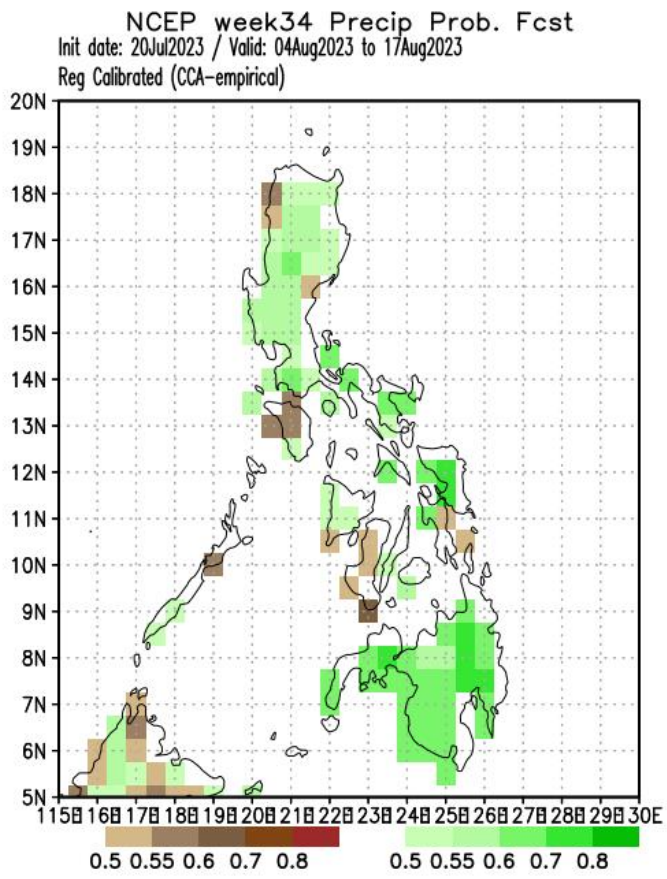 NCEP week34 Precip Prob. Fcst
Init date: 20Jul2023 / Valid: 04Aug2023 to 17Aug2023
Reg Calibrated (CCA-empirical)
20N
19N
18N
17N
16N
15N
14N
13N
12N
11N
10N
9N
8N
7N
6N
5N
115E 116E 117E 118E 119E 120E 121E 122E 123E 124E 125E 126E 127E 128E 129E 130E
0.5 0.55 0.6 0.7 0.8 0.5 0.55 0.6 0.7 0.8